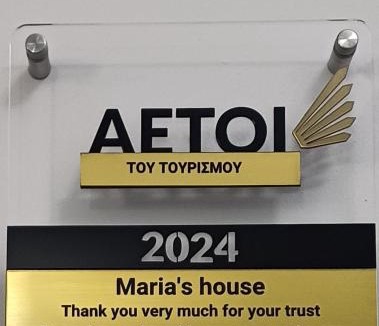 ΑΕΤΟΙ
ΤΟΥ ΤΟΥΡΙΣΜΟΥ
2024
Maria's house
Thank you very much for your trust